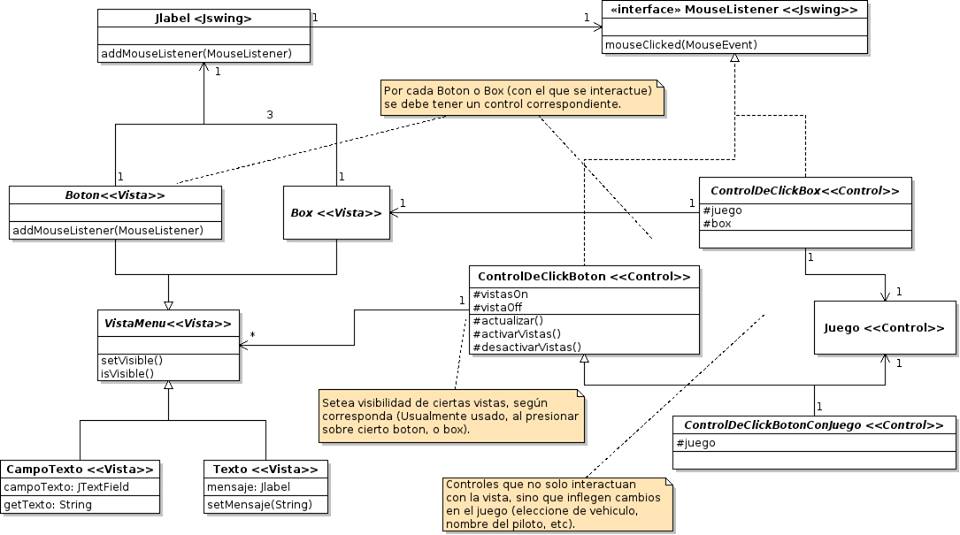 Jlabel <Jswing>
addMouseListener(MouseListener)
1
1
«interface» MouseListener <<Jswing>>
mouseClicked(MouseEvent)
1
3
Por cada Boton o Box (con el que se interactue)
se debe tener un control correspondiente.
1
1
Boton<<Vista>>
addMouseListener(MouseListener)
Box <<Vista>>
1
1
ControlDeClickBox<<Control>>
#juego
#box
1
1
ControlDeClickBoton <<Control>>
#vistasOn
#vistaOff
#actualizar()
#activarVistas()
#desactivarVistas()
1
*
VistaMenu<<Vista>>
setVisible()
isVisible()
Juego <<Control>>
1
1
Setea visibilidad de ciertas vistas, según
corresponda (Usualmente usado, al presionar
sobre cierto boton, o box).
ControlDeClickBotonConJuego <<Control>>
#juego
CampoTexto <<Vista>>
campoTexto: JTextField
getTexto: String
Texto <<Vista>>
mensaje: Jlabel
setMensaje(String)
Controles que no solo interactuan
con la vista, sino que inflegen cambios
en el juego (eleccione de vehiculo,
nombre del piloto, etc).